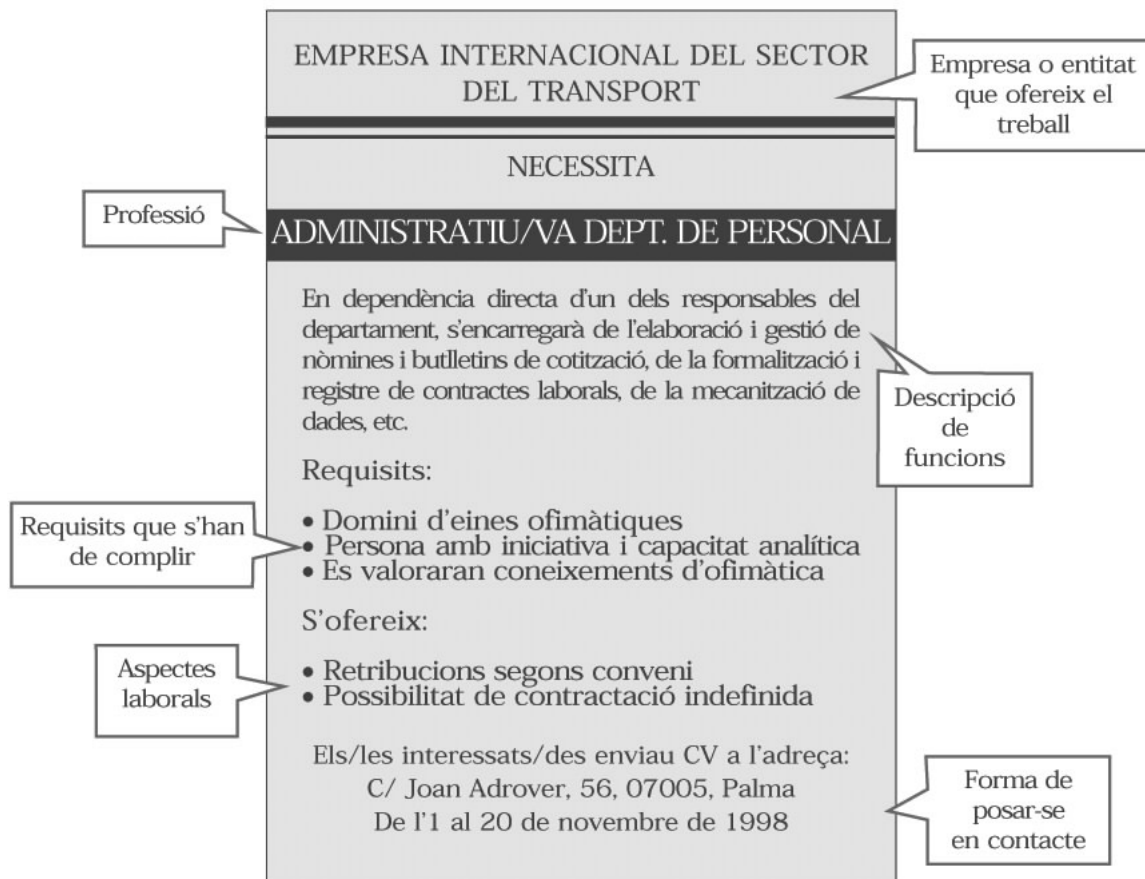 EMPRESA INTERNACIONAL DEL SECTOR
DEL TRANSPORT
Empresa o entitat
que ofereix el
treball
NECESSITA
Professió
ADMINISTRATIU/VA DEPT. DE PERSONAL
En dependència directa d'un dels responsables del
departament, s'encarregarà de l'elaboració i gestió de
nòmines i butlletins de cotització, de la formalització i
registre de contractes laborals, de la mecanització de
dades, etc.
Descripció
de
funcions
Requisits:
Requisits que s'han
de complir
• Domini d'eines ofimàtiques
• Persona amb iniciativa i capacitat analítica
• Es valoraran coneixements d'ofimàtica
S'ofereix:
Aspectes
laborals
• Retribucions segons conveni
• Possibilitat de contractació indefinida
Els/les interessats/des enviau CV a l'adreça:
C/ Joan Adrover, 56, 07005, Palma
De l'1 al 20 de novembre de 1998
Forma de
posar-se
en contacte